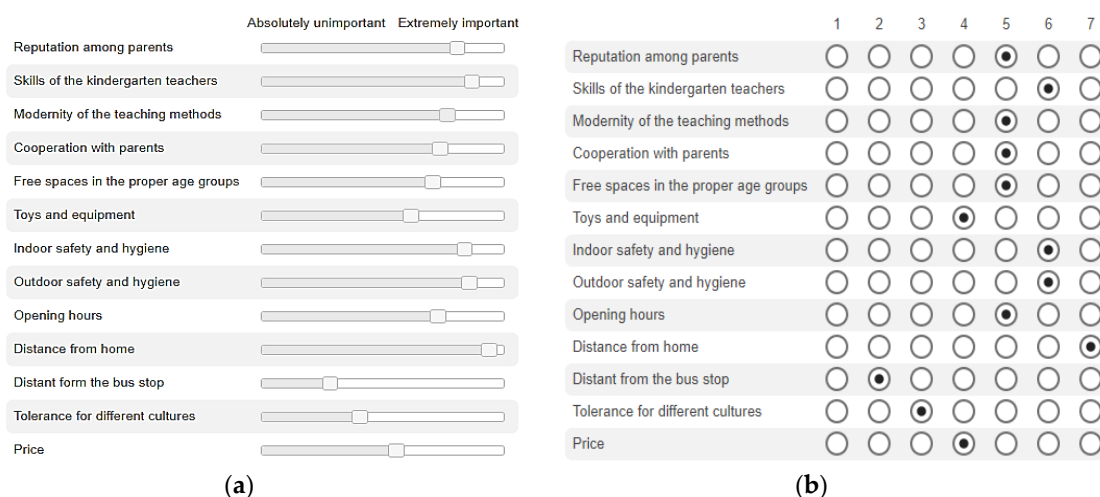 Absolutely unimportant Extremely important
Reputation among parents
Skills of the kindergarten teachers
Modernity of the teaching methods
Cooperation with parents
Free spaces in the proper age groups
Toys and equipment
Indoor safety and hygiene
Outdoor safety and hygiene
Opening hours
Distance from home
Distant form the bus stop
Tolerance for different cultures
Price
(a)
1 2 3 4 5 6 7
Reputation among parents
Skills of the kindergarten teachers
Modernity of the teaching methods
Cooperation with parents
Free spaces in the proper age groups
Toys and equipment
Indoor safety and hygiene
Outdoor safety and hygiene
Opening hours
Distance from home
Distant from the bus stop
Tolerance for different cultures
Price
(b)